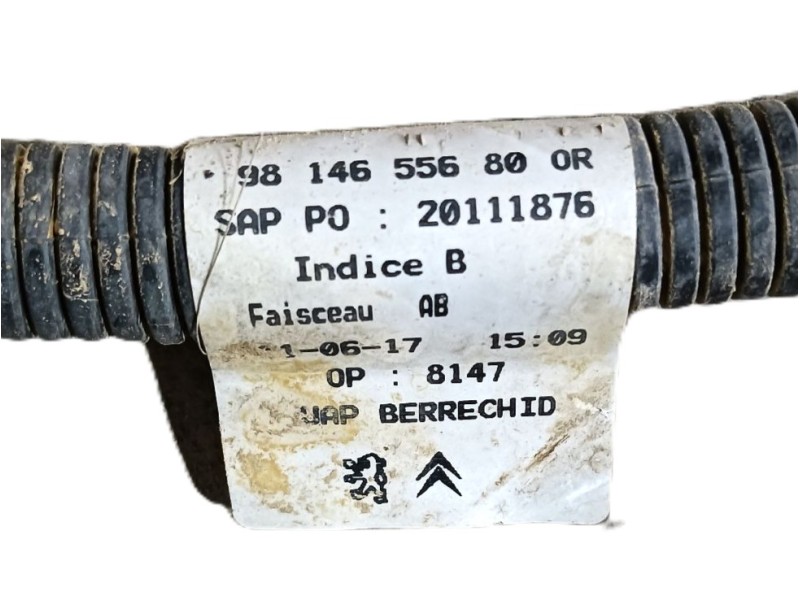 98 146 556 80 0R
SAP PO : 20111876
Indice B
Faisceau AB
1-06-17 15:09
OP : 8147
UAP BERRECHID